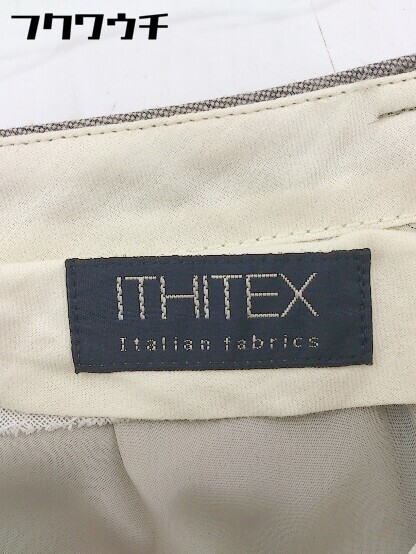 フクワウチ
ITHITEX
Italian fabrics